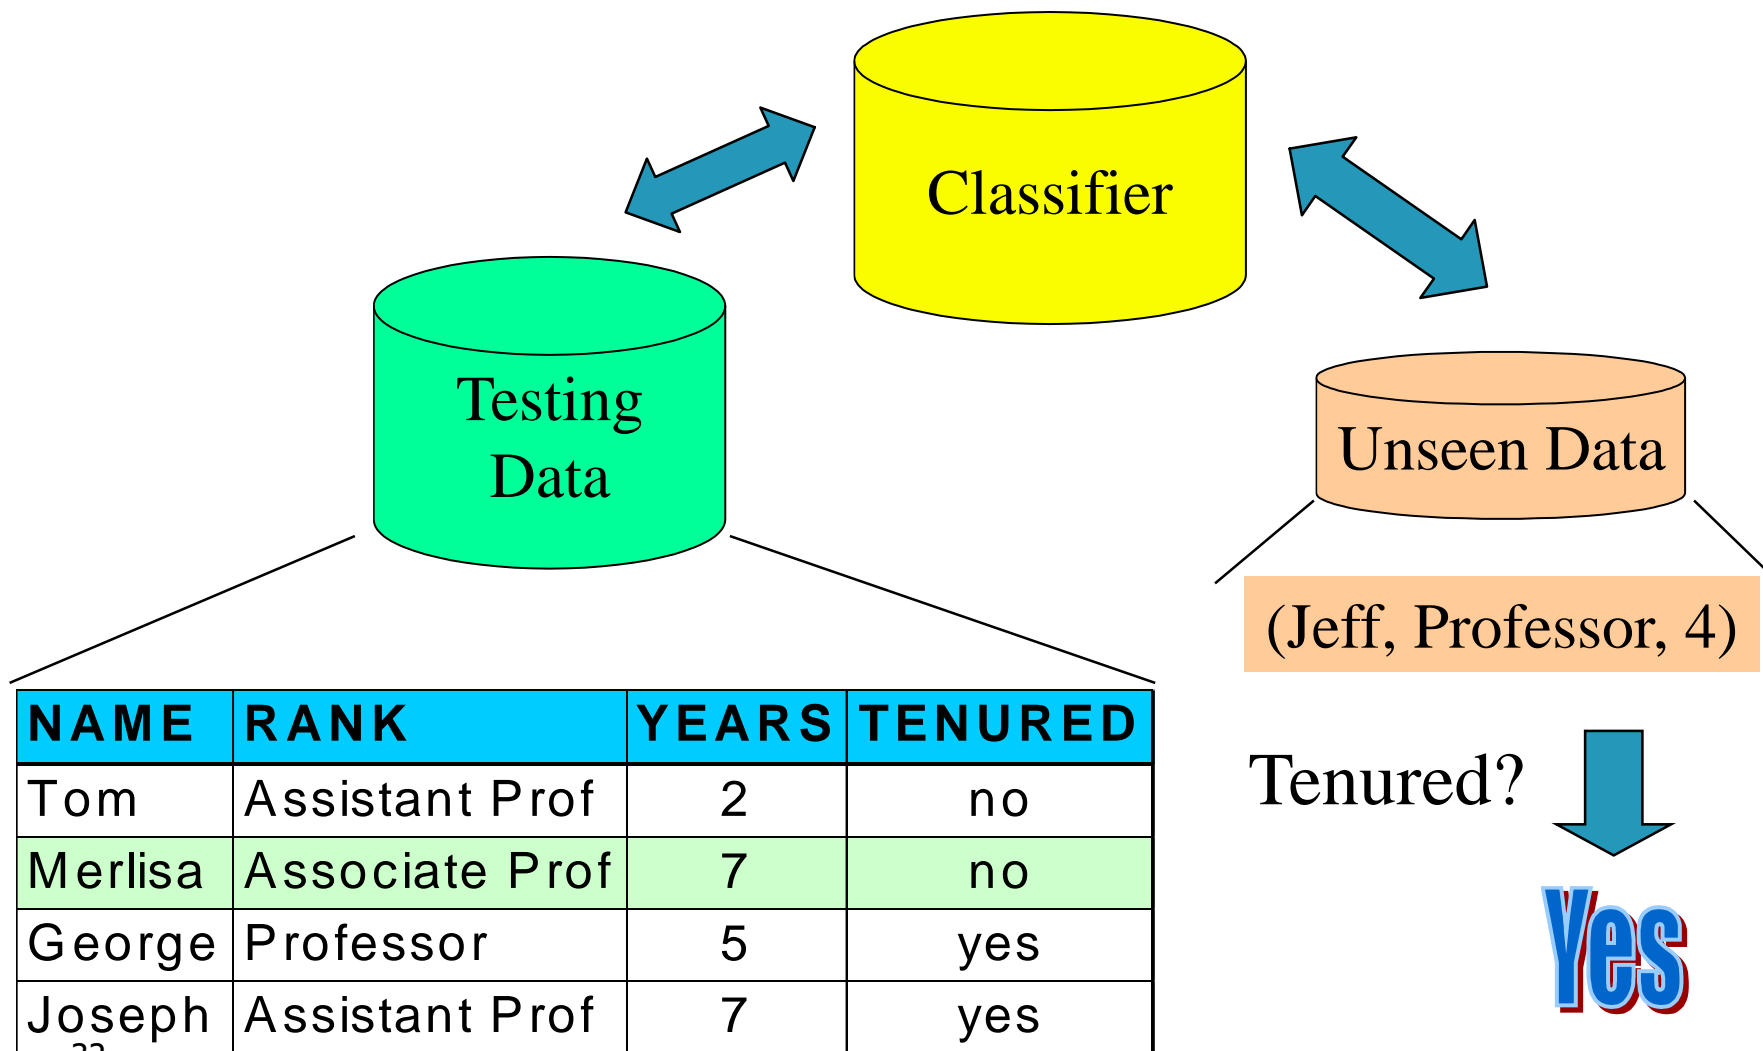 Classifier
Testing
Data
Unseen Data
(Jeff, Professor, 4)
NAME RANK YEARS TENURED
Tom Assistant Prof 2 no
Merlisa Associate Prof 7 no
George Professor 5 yes
Joseph Assistant Prof 7 yes
Tenured?
Yes